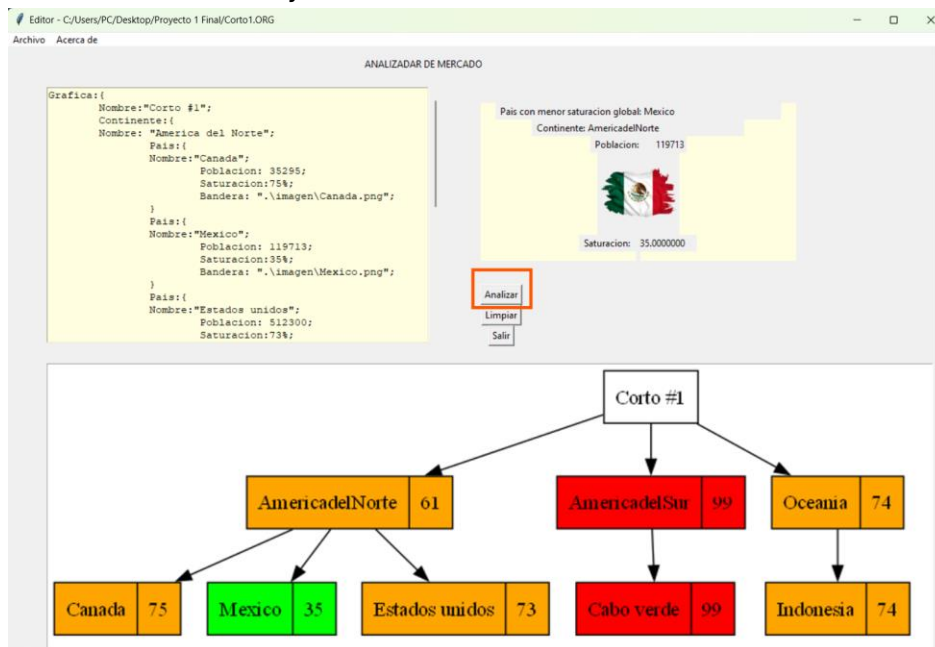 Editor - C:/Users/PC/Desktop/Proyecto 1 Final/Corto1.ORG
Archivo Acerca de
ANALIZADAR DE MERCADO
Grafica:{
Nombre:"Corto #1";
Continente:{
Nombre: "America del Norte";
Pais:{
Nombre:"Canada";
Poblacion: 35295;
Saturacion:75%;
Bandera: ".\imagen\Canada.png";
}
Pais:{
Nombre:"Mexico";
Poblacion: 119713;
Saturacion:35%;
Bandera: ".\imagen\Mexico.png";
}
Pais:{
Nombre:"Estados unidos";
Poblacion: 512300;
Saturacion:73%;
Pais con menor saturacion global: Mexico
Continente: AmericadelNorte
Poblacion: 119713
Saturacion: 35.0000000
Analizar
Limpiar
Salir
Corto #1
AmericadelNorte 61
AmericadelSur 99
Oceania 74
Canada 75
Mexico 35
Estados unidos 73
Cabo verde 99
Indonesia 74